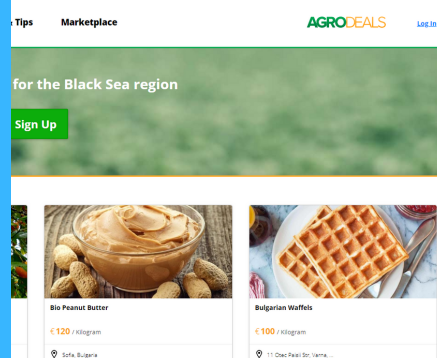 & Tips Marketplace AGRODEALS Log In
for the Black Sea region
Sign Up
Bio Peanut Butter
€ 120 / Kilogram
Sofia, Bulgaria
Bulgarian Waffels
€ 100 / Kilogram
11 Otec Paisii Str, Varna, ...